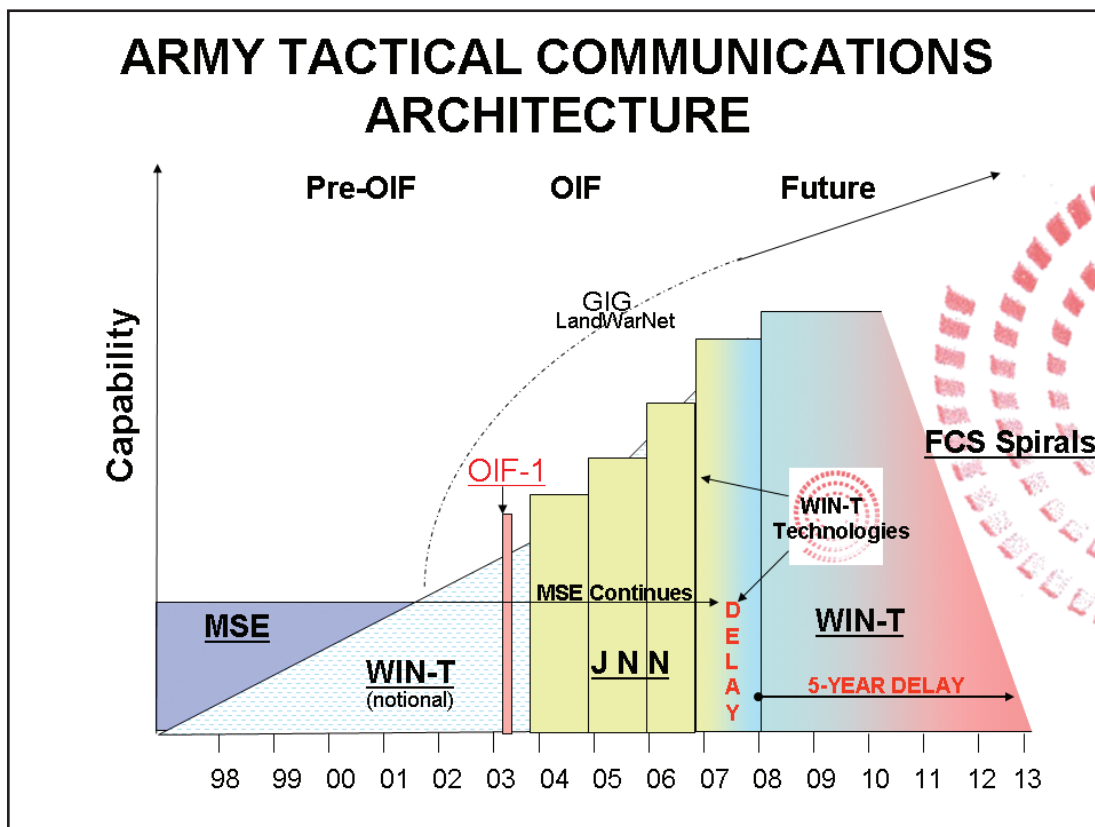 ARMY TACTICAL COMMUNICATIONS
ARCHITECTURE
Pre-OIF OIF Future
Capability
GIG
LandWarNet
OIF-1
FCS Spirals
WIN-T
Technologies
MSE Continues
MSE
WIN-T
(notional)
J N N
DELAY
WIN-T
5-YEAR DELAY
98 99 00 01 02 03 04 05 06 07 08 09 10 11 12 13